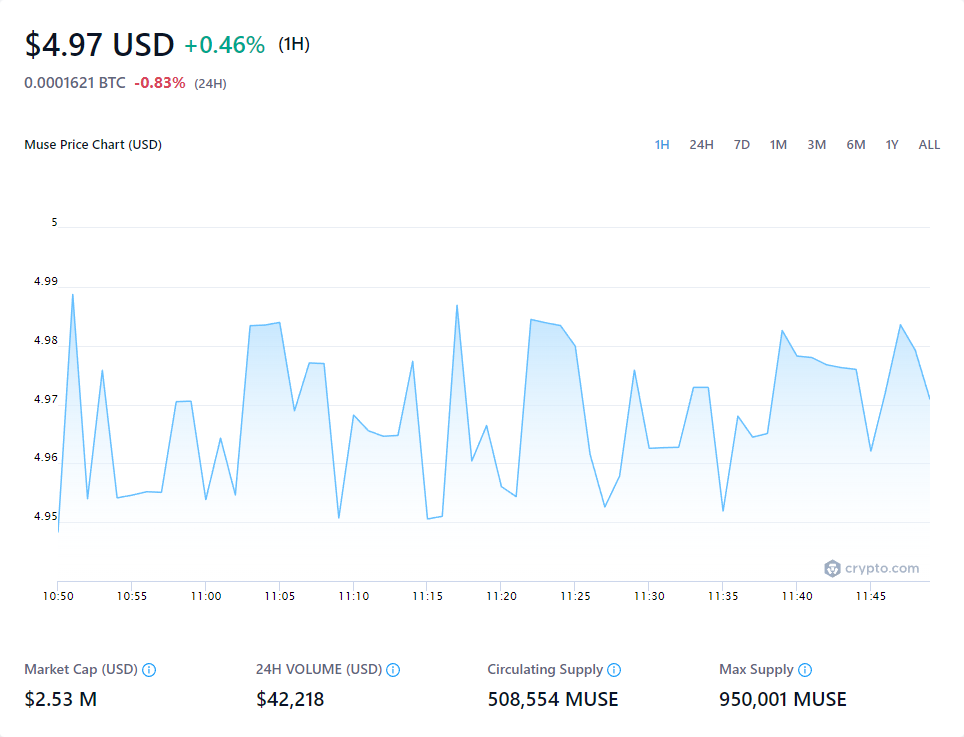 $4.97 USD +0.46% (1H)
0.0001621 BTC -0.83% (24H)
Muse Price Chart (USD) 1H 24H 7D 1M 3M 6M 1Y ALL
5
4.99
4.98
4.97
4.96
4.95
crypto.com
10:50 10:55 11:00 11:05 11:10 11:15 11:20 11:25 11:30 11:35 11:40 11:45
Market Cap (USD) 24H VOLUME (USD) Circulating Supply Max Supply
$2.53 M $42,218 508,554 MUSE 950,001 MUSE